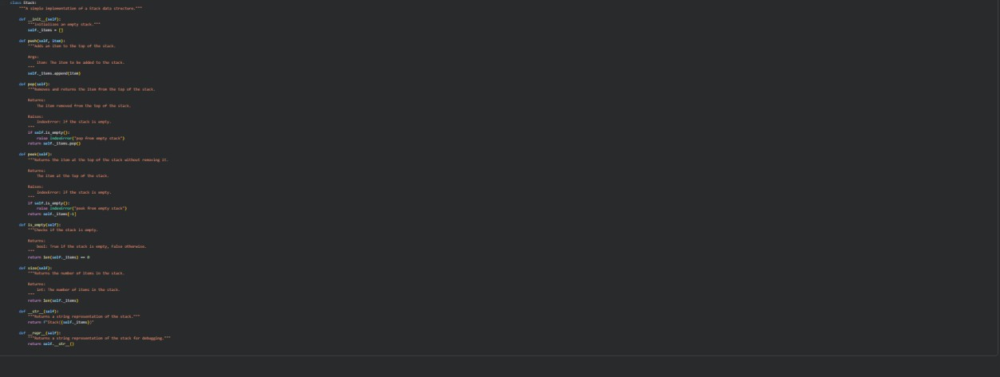 class Stack:
    """A simple implementation of a Stack data structure."""

    def __init__(self):
        """Initializes an empty stack."""
        self._items = []

    def push(self, item):
        """Adds an item to the top of the stack.

        Args:
            item: The item to be added to the stack.
        """
        self._items.append(item)

    def pop(self):
        """Removes and returns the item from the top of the stack.

        Returns:
            The item removed from the top of the stack.

        Raises:
            IndexError: If the stack is empty.
        """
        if self.is_empty():
            raise IndexError("pop from empty stack")
        return self._items.pop()

    def peek(self):
        """Returns the item at the top of the stack without removing it.

        Returns:
            The item at the top of the stack.

        Raises:
            IndexError: If the stack is empty.
        """
        if self.is_empty():
            raise IndexError("peek from empty stack")
        return self._items[-1]

    def is_empty(self):
        """Checks if the stack is empty.

        Returns:
            bool: True if the stack is empty, False otherwise.
        """
        return len(self._items) == 0

    def size(self):
        """Returns the number of items in the stack.

        Returns:
            int: The number of items in the stack.
        """
        return len(self._items)

    def __str__(self):
        """Returns a string representation of the stack."""
        return f"Stack({self._items})"

    def __repr__(self):
        """Returns a string representation of the stack for debugging."""
        return self.__str__()